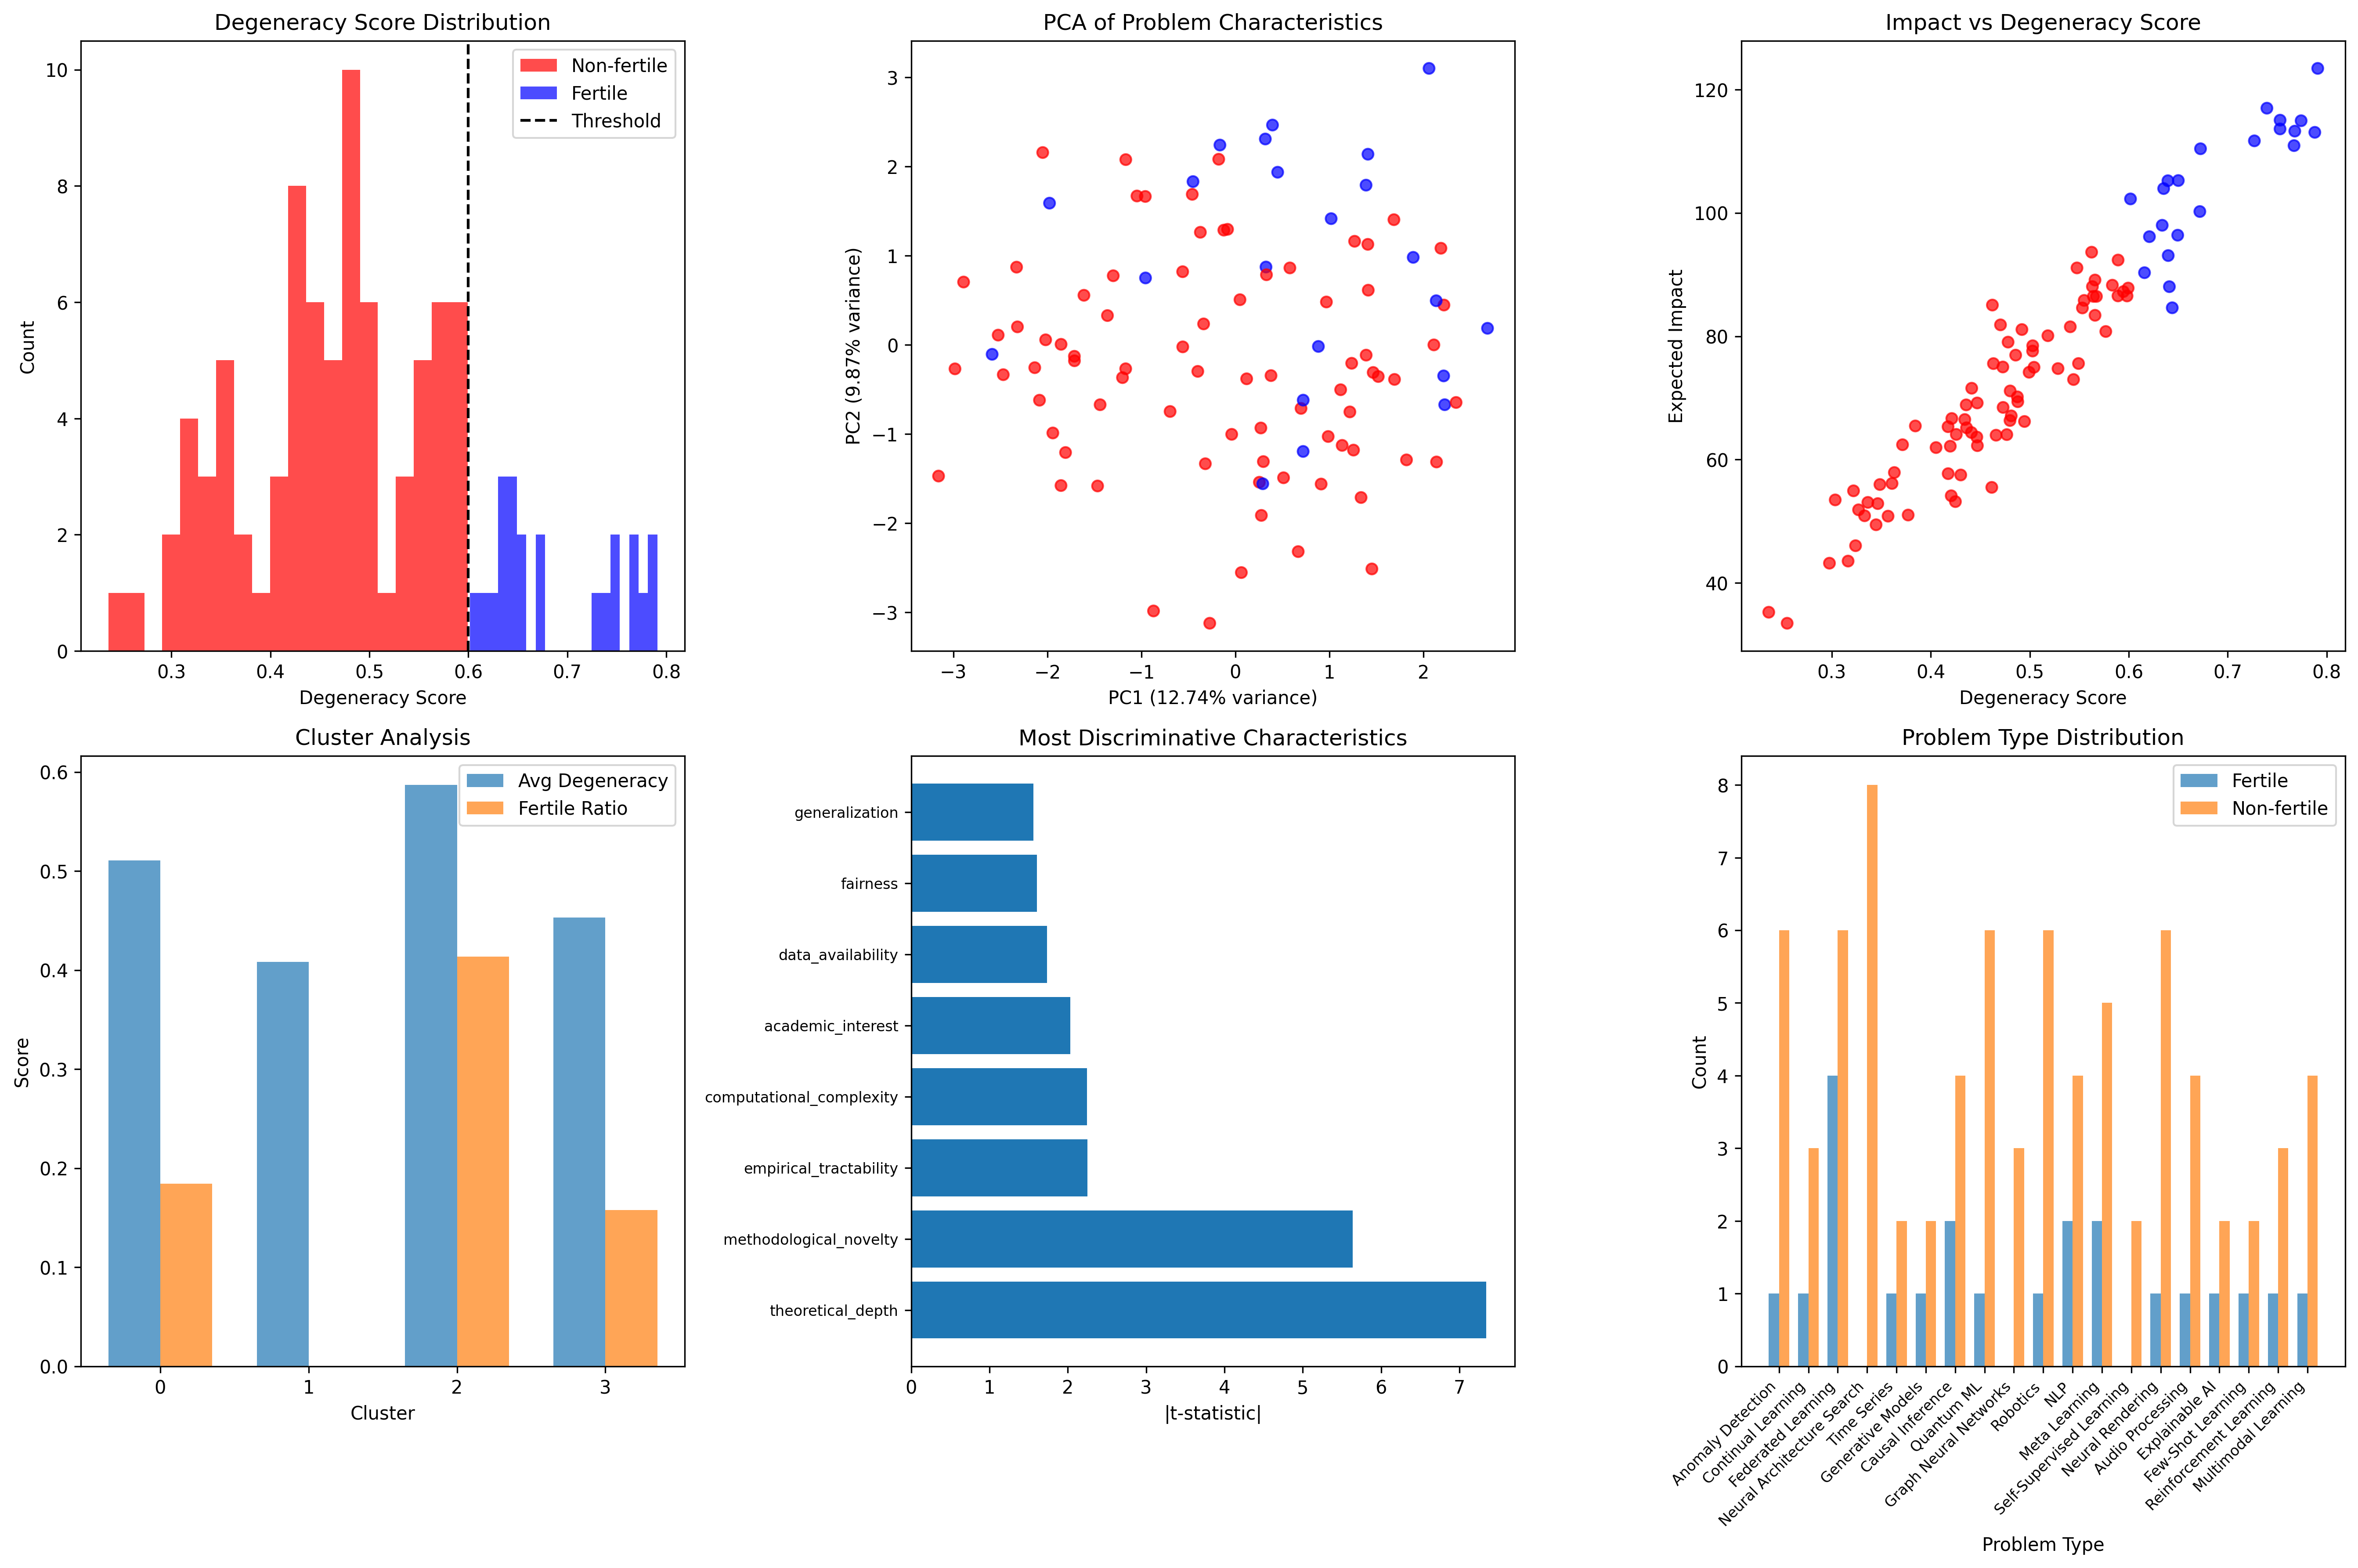 Degeneracy Score Distribution
Count
10
8
6
4
2
0
0.3 0.4 0.5 0.6 0.7 0.8
Degeneracy Score
Non-fertile
Fertile
Threshold
PCA of Problem Characteristics
PC2 (9.87% variance)
3
2
1
0
−1
−2
−3
−3 −2 −1 0 1 2
PC1 (12.74% variance)
Impact vs Degeneracy Score
Expected Impact
120
100
80
60
40
0.3 0.4 0.5 0.6 0.7 0.8
Degeneracy Score
Cluster Analysis
Score
0.6
0.5
0.4
0.3
0.2
0.1
0.0
0 1 2 3
Cluster
Avg Degeneracy
Fertile Ratio
Most Discriminative Characteristics
generalization
fairness
data_availability
academic_interest
computational_complexity
empirical_tractability
methodological_novelty
theoretical_depth
0 1 2 3 4 5 6 7
|t-statistic|
Problem Type Distribution
Count
8
7
6
5
4
3
2
1
0
Fertile
Non-fertile
Anomaly Detection
Continual Learning
Federated Learning
Neural Architecture Search
Time Series
Generative Models
Causal Inference
Quantum ML
Graph Neural Networks
Robotics
NLP
Meta Learning
Self-Supervised Learning
Neural Rendering
Audio Processing
Explainable AI
Few-Shot Learning
Reinforcement Learning
Multimodal Learning
Problem Type